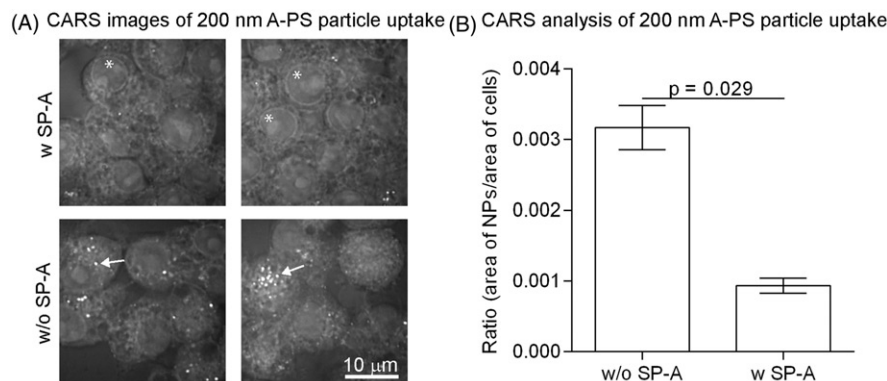 (A) CARS images of 200 nm A-PS particle uptake
w SP-A
*
*
*
w/o SP-A
10 μm
(B) CARS analysis of 200 nm A-PS particle uptake
Ratio (area of NPs/area of cells)
0.004
0.003
0.002
0.001
0.000
p = 0.029
w/o SP-A
w SP-A